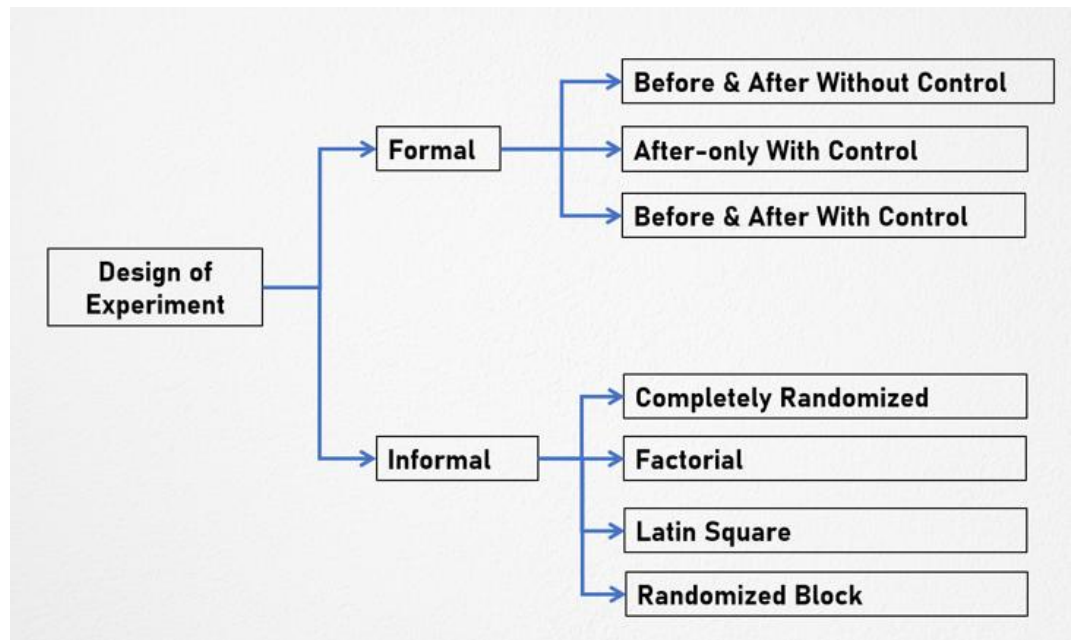 Design of
Experiment
Formal
Before & After Without Control
After-only With Control
Before & After With Control
Informal
Completely Randomized
Factorial
Latin Square
Randomized Block